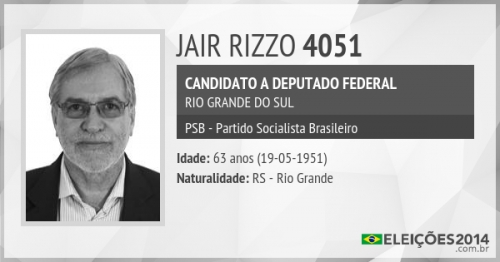 JAIR RIZZO 4051
CANDIDATO A DEPUTADO FEDERAL
RIO GRANDE DO SUL
PSB - Partido Socialista Brasileiro
Idade: 63 anos (19-05-1951)
Naturalidade: RS - Rio Grande
ELEIÇÕES2014
.com.br